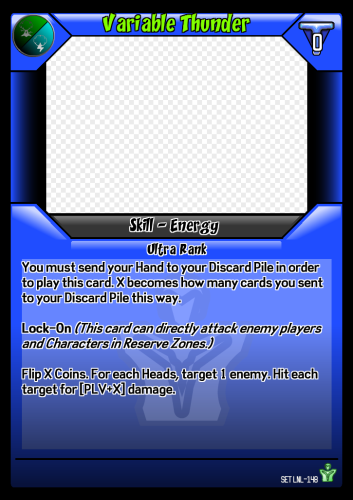 Variable Thunder
0
Skill - Energy
Ultra Rank
You must send your Hand to your Discard Pile in order
to play this card. X becomes how many cards you sent
to your Discard Pile this way.
Lock-On (This card can directly attack enemy players
and Characters in Reserve Zones.)
Flip X Coins. For each Heads, target 1 enemy. Hit each
target for [PLV+X] damage.
SET LNL-148